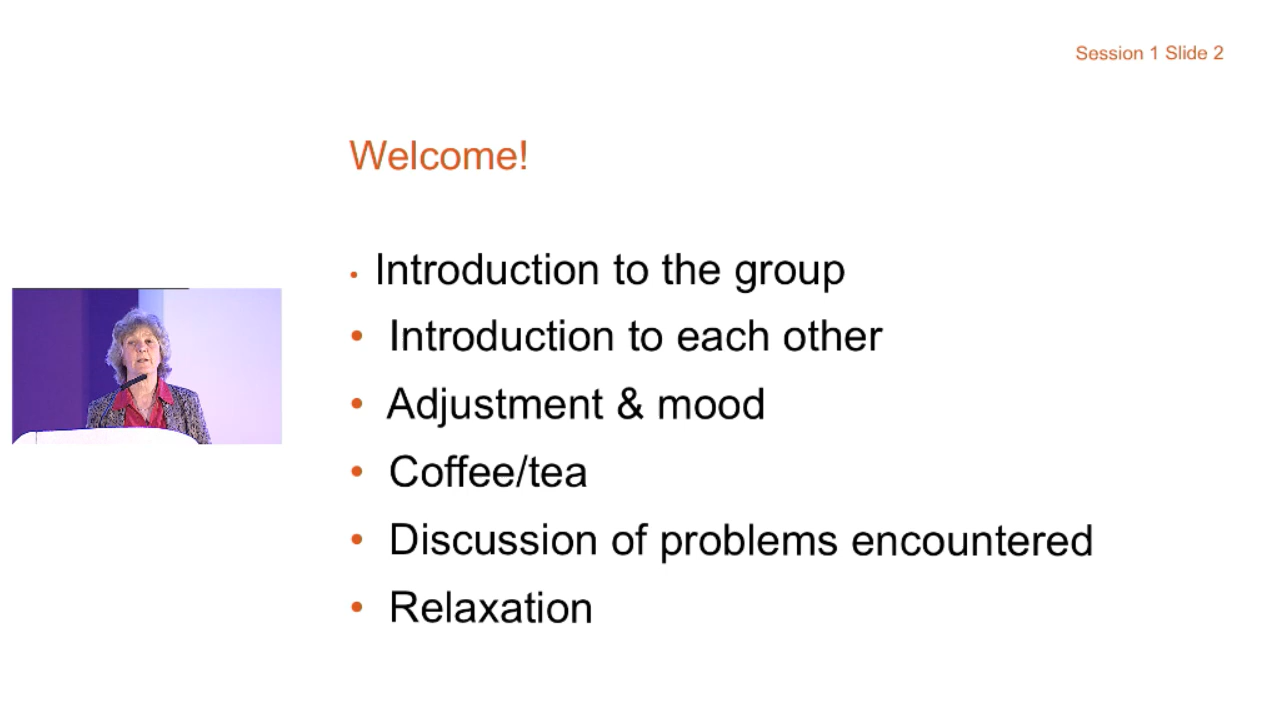 Session 1 Slide 2
Welcome!
• Introduction to the group
• Introduction to each other
• Adjustment & mood
• Coffee/tea
• Discussion of problems encountered
• Relaxation